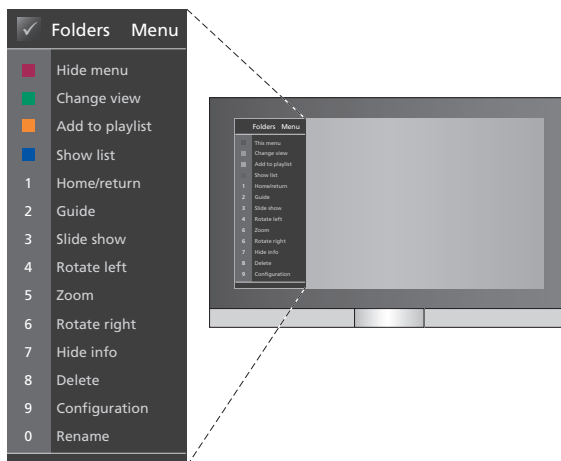 Folders Menu
Hide menu
Change view
Add to playlist
Show list
1 Home/return
2 Guide
3 Slide show
4 Rotate left
5 Zoom
6 Rotate right
7 Hide info
8 Delete
9 Configuration
0 Rename
Folders Menu
This menu
Change view
Add to playlist
Show list
1 Home/return
2 Guide
3 Slide show
4 Rotate left
6 Zoom
6 Rotate right
7 Hide info
8 Delete
9 Configuration